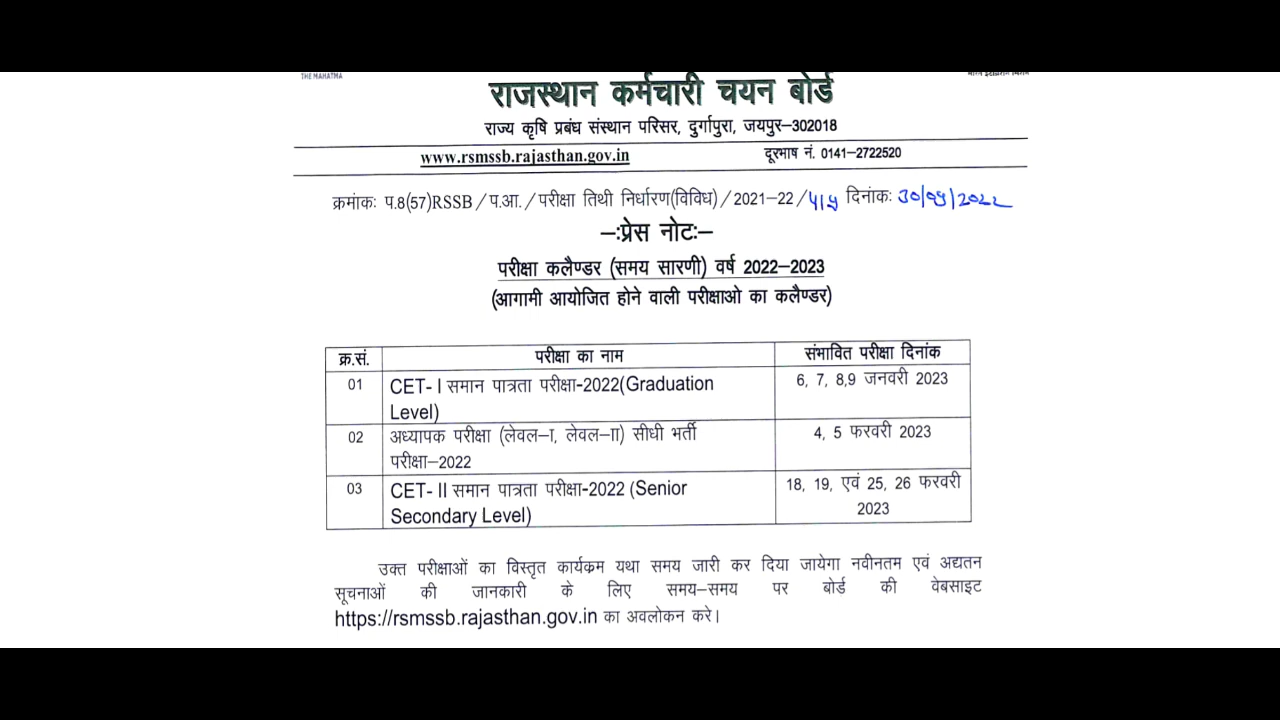 THE MAHATMA
राजस्थान कर्मचारी चयन बोर्ड
राज्य कृषि प्रबंध संस्थान परिसर, दुर्गापुरा, जयपुर–302018
www.rsmssb.rajasthan.gov.in दूरभाष नं. 0141–2722520
क्रमांकः प.8(57)RSSB/प.आ./परीक्षा तिथी निर्धारण(विविध)/2021–22/ दिनांकः 30/09/2022
–:प्रेस नोटः–
परीक्षा कलैण्डर (समय सारणी) वर्ष 2022–2023
(आगामी आयोजित होने वाली परीक्षाओ का कलैण्डर)
क्र.सं. परीक्षा का नाम संभावित परीक्षा दिनांक
01 CET- I समान पात्रता परीक्षा-2022(Graduation 6, 7, 8,9 जनवरी 2023
Level)
02 अध्यापक परीक्षा (लेवल–I, लेवल–II) सीधी भर्ती 4, 5 फरवरी 2023
परीक्षा–2022
03 CET- II समान पात्रता परीक्षा-2022 (Senior 18, 19, एवं 25, 26 फरवरी
Secondary Level) 2023
उक्त परीक्षाओं का विस्तृत कार्यक्रम यथा समय जारी कर दिया जायेगा नवीनतम एवं अद्यतन
सूचनाओं की जानकारी के लिए समय–समय पर बोर्ड की वेबसाइट
https://rsmssb.rajasthan.gov.in का अवलोकन करे।